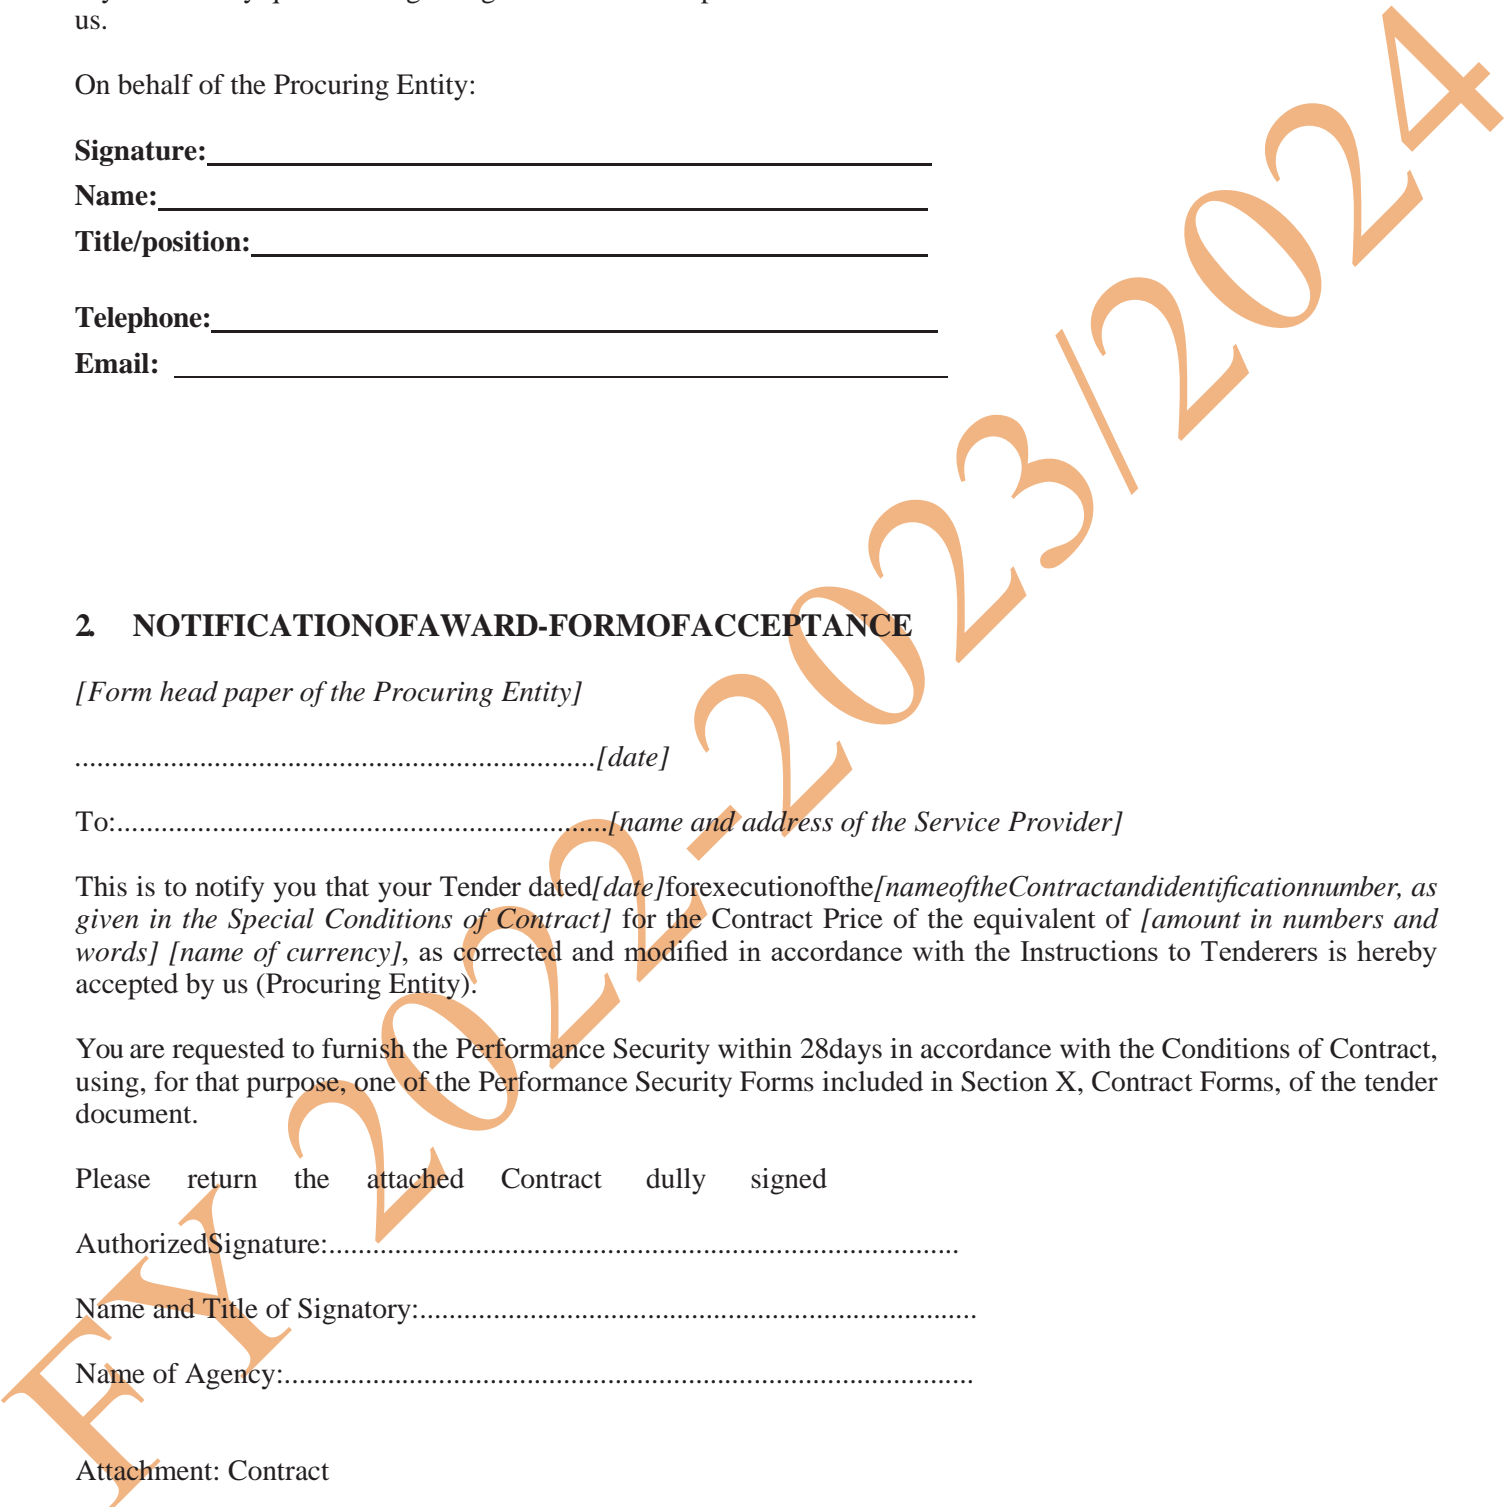 us.
On behalf of the Procuring Entity:
Signature:
Name:
Title/position:
Telephone:
Email:
2. NOTIFICATIONOFAWARD-FORMOFACCEPTANCE
[Form head paper of the Procuring Entity]
.......................................................................[date]
To:...................................................................[name and address of the Service Provider]
This is to notify you that your Tender dated[date]forexecutionofthe[nameoftheContractandidentificationnumber, as
given in the Special Conditions of Contract] for the Contract Price of the equivalent of [amount in numbers and
words] [name of currency], as corrected and modified in accordance with the Instructions to Tenderers is hereby
accepted by us (Procuring Entity).
You are requested to furnish the Performance Security within 28days in accordance with the Conditions of Contract,
using, for that purpose, one of the Performance Security Forms included in Section X, Contract Forms, of the tender
document.
Please return the attached Contract dully signed
AuthorizedSignature:......................................................................................
Name and Title of Signatory:............................................................................
Name of Agency:..............................................................................................
Attachment: Contract
FY 2022-2023/2024